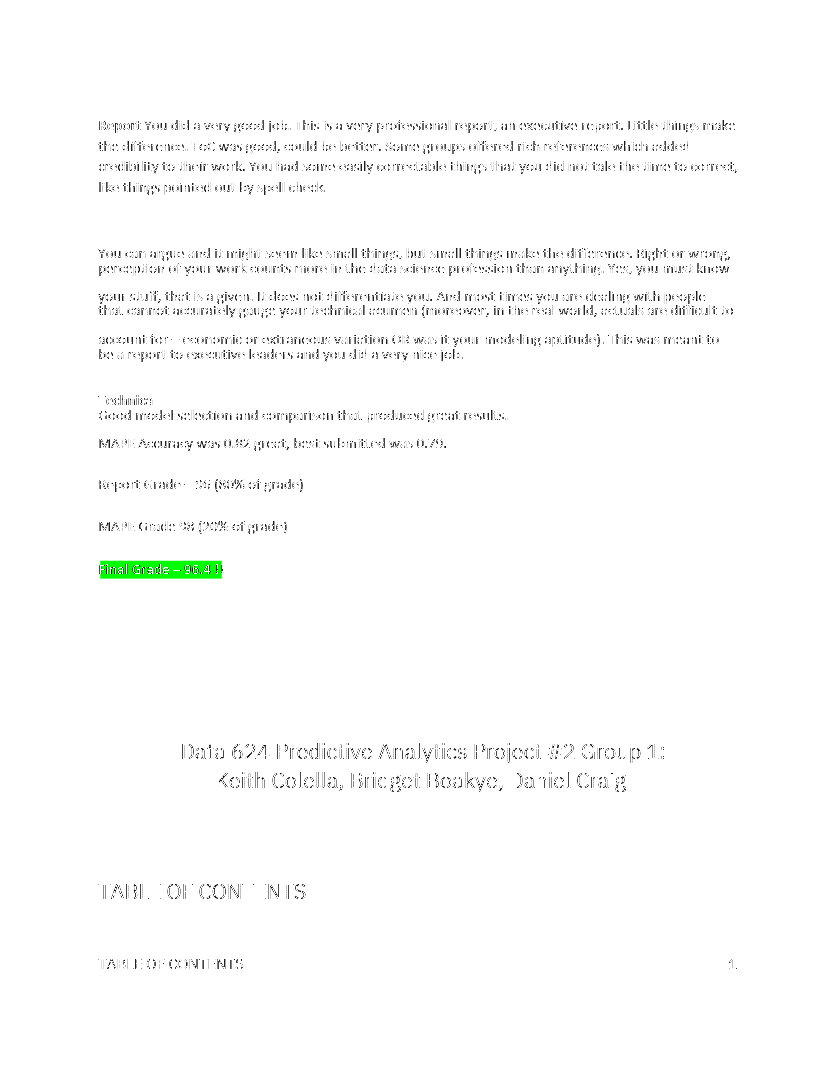 Report You did a very good job. This is a very professional report, an executive report. Little things make
the difference. ToC was good, could be better. Some groups offered rich references which added
credibility to their work. You had some easily correctable things that you did not take the time to correct,
like things pointed out by spell check.
You can argue and it might seem like small things, but small things make the difference. Right or wrong,
perception of your work counts more in the data science profession than anything. Yes, you must know
your stuff, that is a given. It does not differentiate you. And most times you are dealing with people
that cannot accurately gauge your technical acumen (moreover, in the real world, actuals are difficult to
account for – economic or extraneous variation OR was it your modeling aptitude). This was meant to
be a report to executive leaders and you did a very nice job.
Technical
Good model selection and comparison that produced great results.
MAPE Accuracy was 0.82 great, best submitted was 0.79.
Report Grade – 96 (80% of grade)
MAPE Grade 98 (20% of grade)
Final Grade – 96.4 !!
Data 624 Predictive Analytics Project #2 Group 1:
Keith Colella, Bridget Boakye, Daniel Craig
TABLE OF CONTENTS
TABLE OF CONTENTS 1